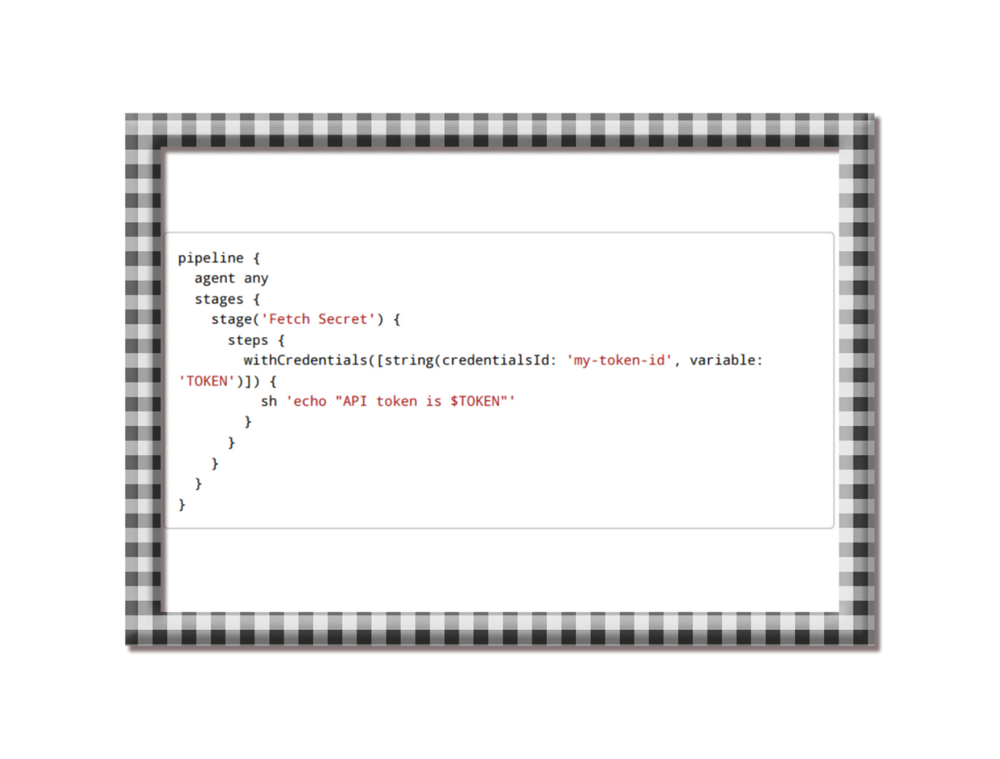 pipeline {
  agent any
  stages {
    stage('Fetch Secret') {
      steps {
        withCredentials([string(credentialsId: 'my-token-id', variable:
'TOKEN')]) {
          sh 'echo "API token is $TOKEN"'
        }
      }
    }
  }
}